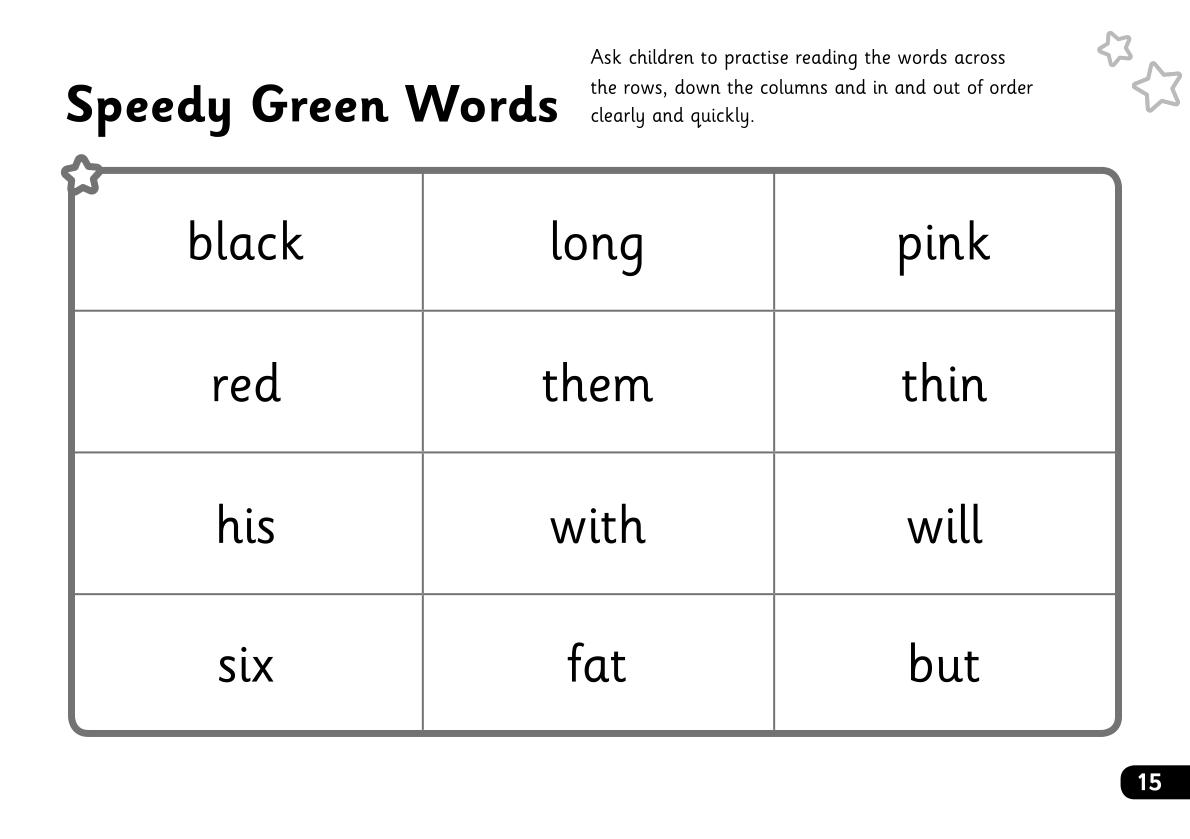 Speedy Green Words
Ask children to practise reading the words across
the rows, down the columns and in and out of order
clearly and quickly.
black long pink
red them thin
his with will
six fat but
15